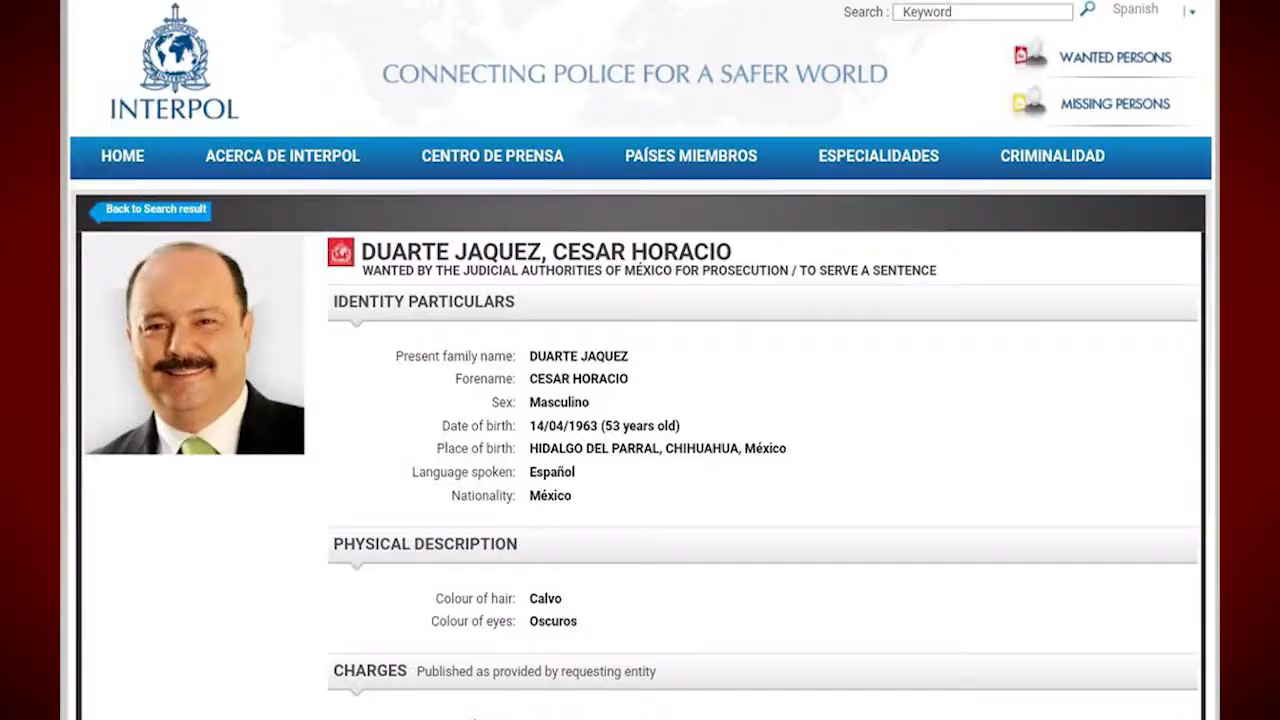 Search : Keyword
Spanish
INTERPOL
CONNECTING POLICE FOR A SAFER WORLD
WANTED PERSONS
MISSING PERSONS
HOME ACERCA DE INTERPOL CENTRO DE PRENSA PAÍSES MIEMBROS ESPECIALIDADES CRIMINALIDAD
Back to Search result
DUARTE JAQUEZ, CESAR HORACIO
WANTED BY THE JUDICIAL AUTHORITIES OF MÉXICO FOR PROSECUTION / TO SERVE A SENTENCE
IDENTITY PARTICULARS
Present family name: DUARTE JAQUEZ
Forename: CESAR HORACIO
Sex: Masculino
Date of birth: 14/04/1963 (53 years old)
Place of birth: HIDALGO DEL PARRAL, CHIHUAHUA, México
Language spoken: Español
Nationality: México
PHYSICAL DESCRIPTION
Colour of hair: Calvo
Colour of eyes: Oscuros
CHARGES Published as provided by requesting entity